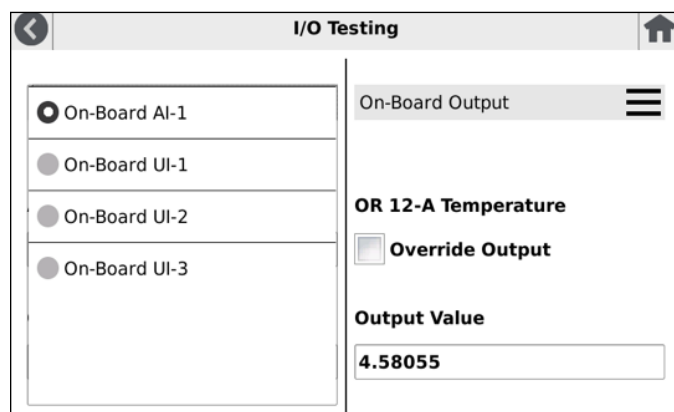 I/O Testing
On-Board AI-1
On-Board UI-1
On-Board UI-2
On-Board UI-3
On-Board Output
OR 12-A Temperature
Override Output
Output Value
4.58055